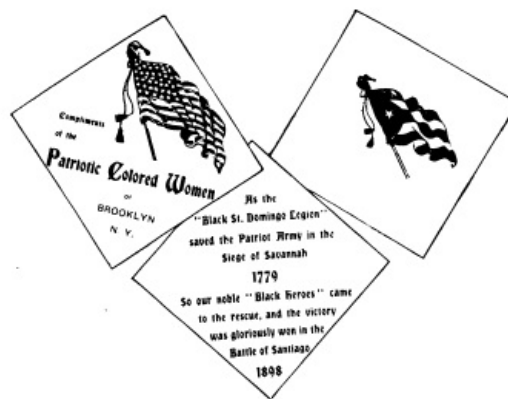 Compliments
of the
Patriotic Colored Women
OF
BROOKLYN
N. Y.
As the
"Black St. Domingo Legion"
saved the Patriot Army in the
Siege of Savannah
1779
So our noble "Black Heroes" came
to the rescue, and the victory
was gloriously won in the
Battle of Santiago
1898